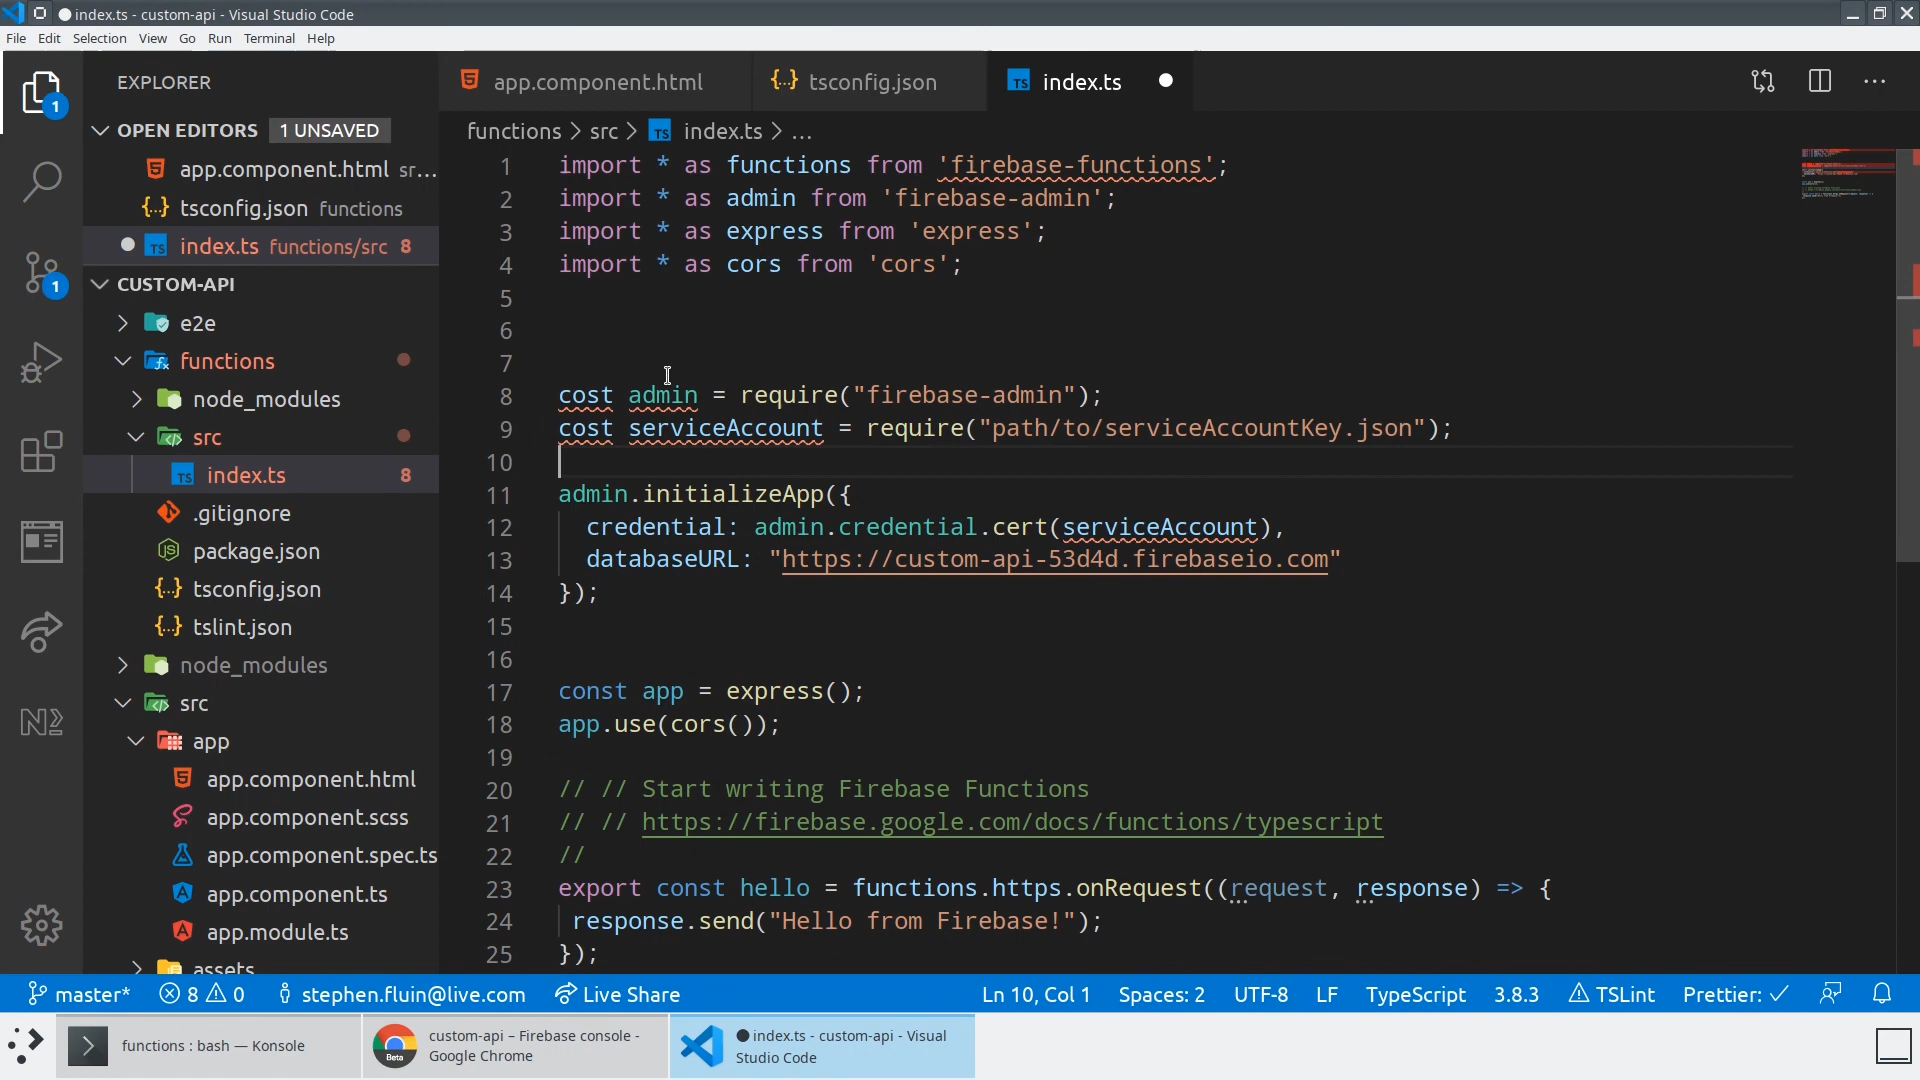 index.ts - custom-api - Visual Studio Code
File Edit Selection View Go Run Terminal Help
EXPLORER
OPEN EDITORS 1 UNSAVED
app.component.html sr...
tsconfig.json functions
index.ts functions/src 8
CUSTOM-API
e2e
functions
node_modules
src
index.ts 8
.gitignore
package.json
tsconfig.json
tslint.json
node_modules
src
app
app.component.html
app.component.scss
app.component.spec.ts
app.component.ts
app.module.ts
assets
1
1
app.component.html tsconfig.json index.ts
functions > src > TS index.ts > ...
1 import * as functions from 'firebase-functions';
2 import * as admin from 'firebase-admin';
3 import * as express from 'express';
4 import * as cors from 'cors';
5
6
7
8 cost admin = require("firebase-admin");
9 cost serviceAccount = require("path/to/serviceAccountKey.json");
10
11 admin.initializeApp({
12 credential: admin.credential.cert(serviceAccount),
13 databaseURL: "https://custom-api-53d4d.firebaseio.com"
14 });
15
16
17 const app = express();
18 app.use(cors());
19
20 // // Start writing Firebase Functions
21 // // https://firebase.google.com/docs/functions/typescript
22 //
23 export const hello = functions.https.onRequest((request, response) => {
24 response.send("Hello from Firebase!");
25 });
master* 8 0 stephen.fluin@live.com Live Share Ln 10, Col 1 Spaces: 2 UTF-8 LF TypeScript 3.8.3 TSLint Prettier: ✓
functions : bash — Konsole
Beta
custom-api – Firebase console -
Google Chrome
index.ts - custom-api - Visual
Studio Code